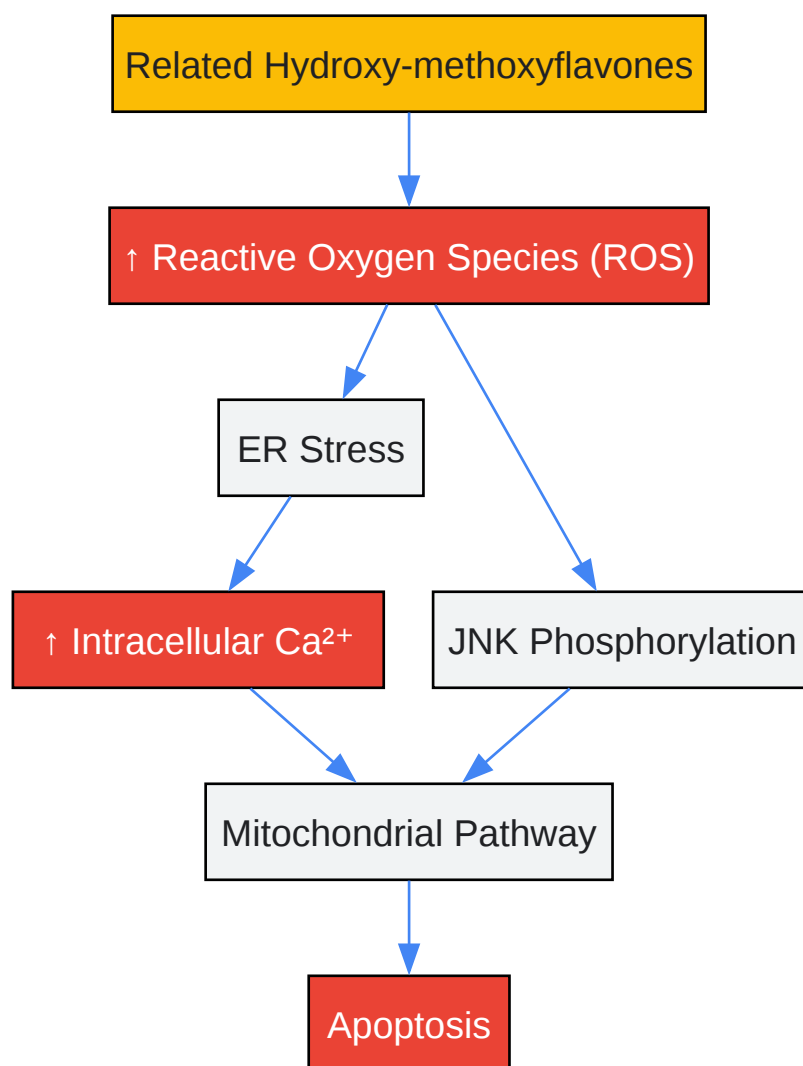 Related Hydroxy-methoxyflavones
↑ Reactive Oxygen Species (ROS)
ER Stress
↑ Intracellular Ca²⁺
JNK Phosphorylation
Mitochondrial Pathway
Apoptosis